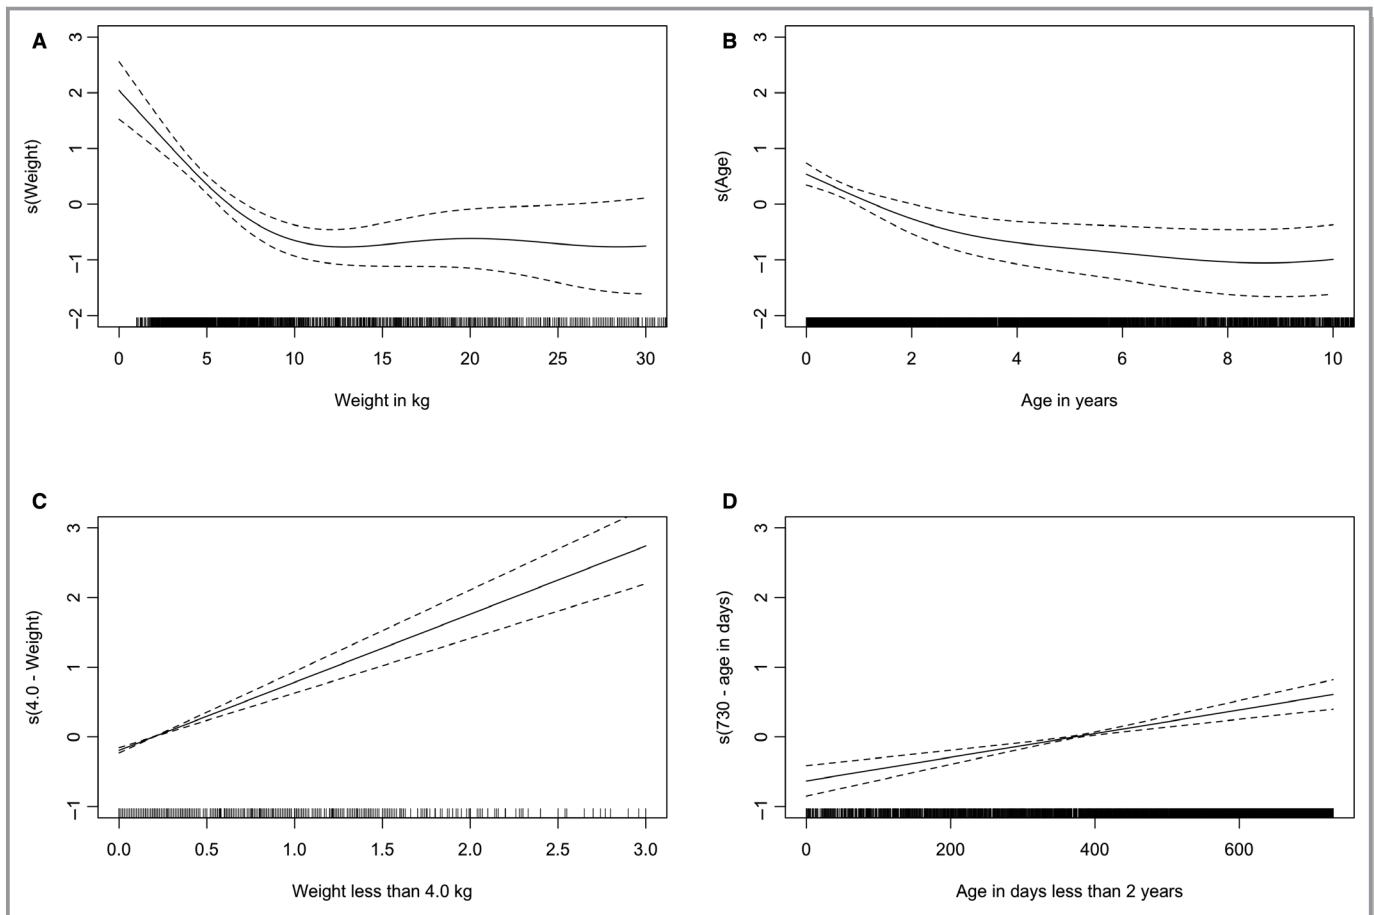 A
3
2
1
0
−1
−2
s(Weight)
0 5 10 15 20 25 30
Weight in kg
B
3
2
1
0
−1
−2
s(Age)
0 2 4 6 8 10
Age in years
C
3
2
1
0
−1
s(4.0 - Weight)
0.0 0.5 1.0 1.5 2.0 2.5 3.0
Weight less than 4.0 kg
D
3
2
1
0
−1
s(730 - age in days)
0 200 400 600
Age in days less than 2 years